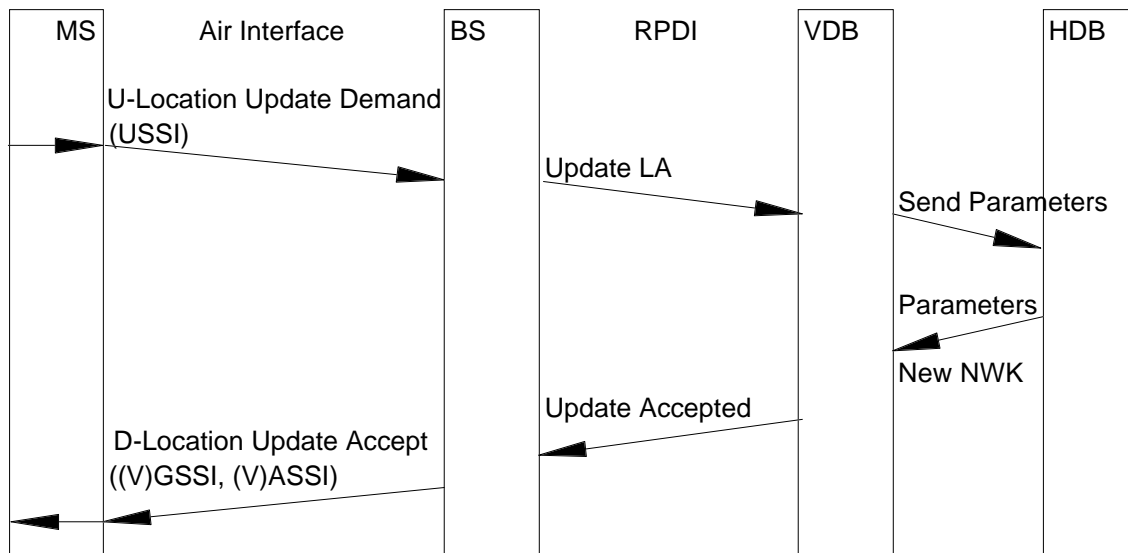 MS
Air Interface
BS
RPDI
VDB
HDB
U-Location Update Demand
(USSI)
Update LA
Send Parameters
Parameters
New NWK
Update Accepted
D-Location Update Accept
((V)GSSI, (V)ASSI)